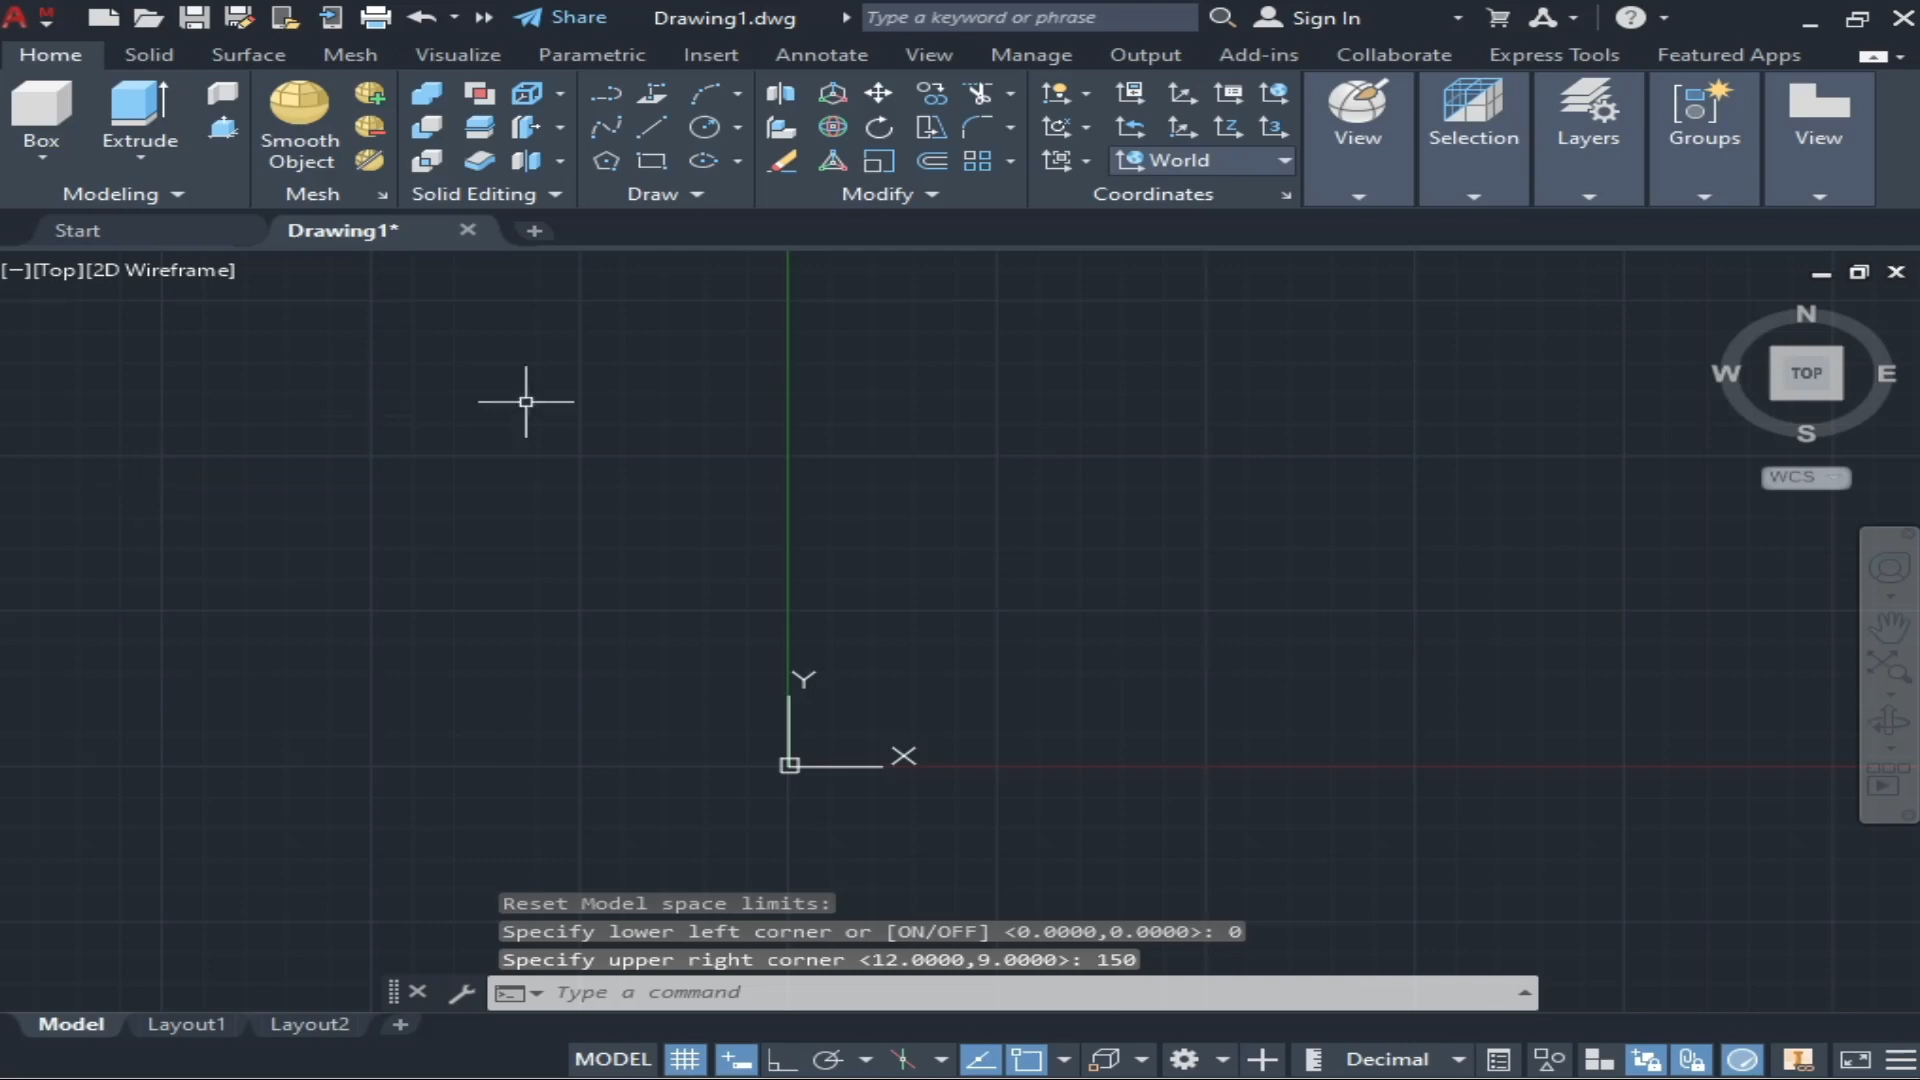 Share
Drawing1.dwg
Type a keyword or phrase
Sign In
Home
Solid
Surface
Mesh
Visualize
Parametric
Insert
Annotate
View
Manage
Output
Add-ins
Collaborate
Express Tools
Featured Apps
Box
Extrude
Smooth
Object
World
View
Selection
Layers
Groups
View
Modeling
Mesh
Solid Editing
Draw
Modify
Coordinates
Start
Drawing1*
[−][Top][2D Wireframe]
N
W
TOP
E
S
WCS
Y
X
Reset Model space limits:
Specify lower left corner or [ON/OFF] <0.0000,0.0000>: 0
Specify upper right corner <12.0000,9.0000>: 150
Type a command
Model
Layout1
Layout2
MODEL
Decimal